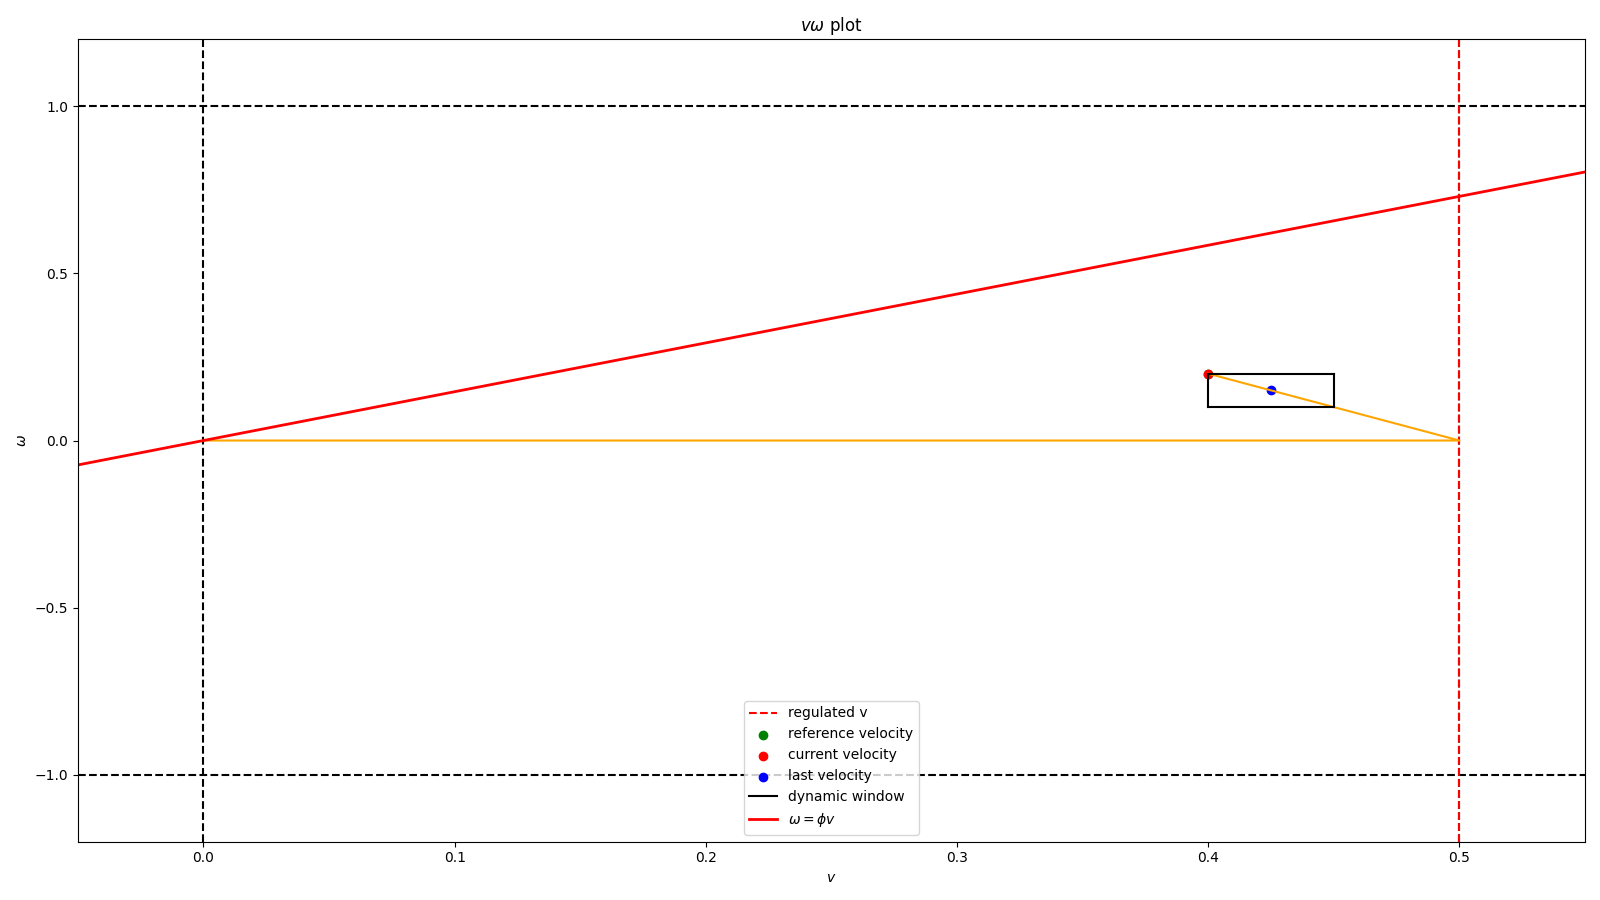 vω plot
1.0
0.5
0.0
−0.5
−1.0
ω
0.0 0.1 0.2 0.3 0.4 0.5
v
regulated v
reference velocity
current velocity
last velocity
dynamic window
ω = ϕv